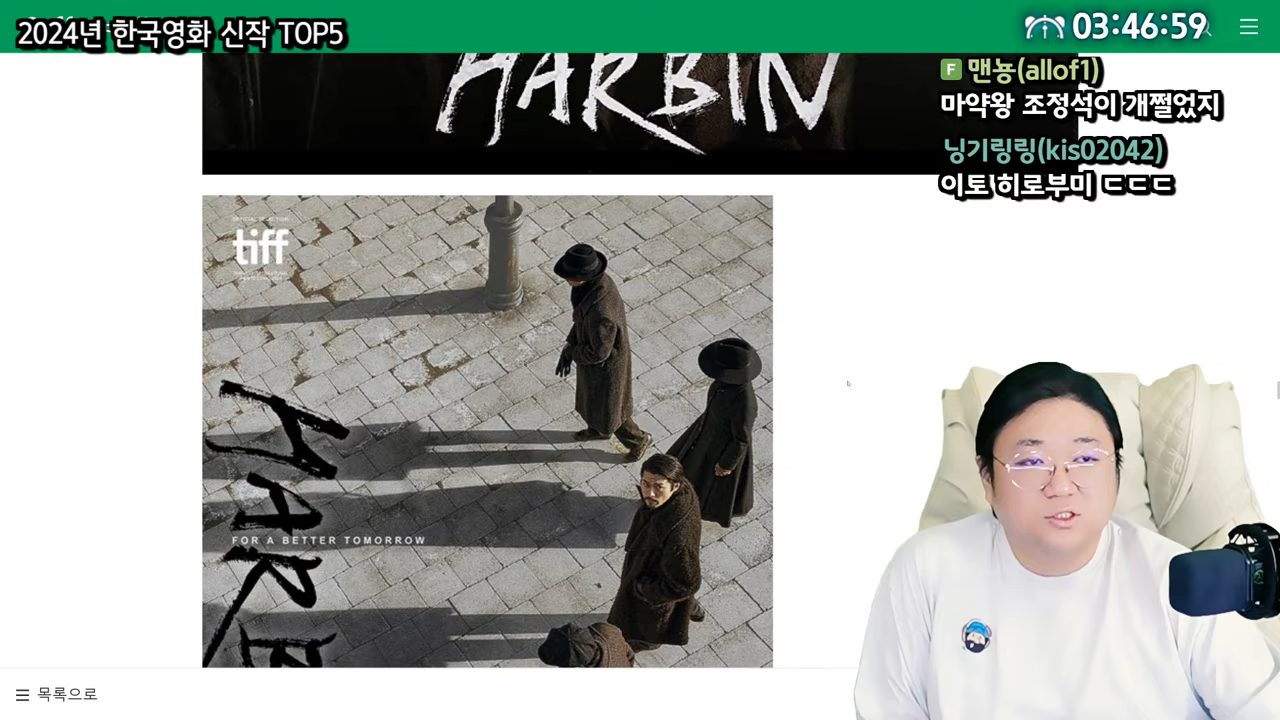 2024년 한국영화 신작 TOP5
03:46:59
HARBIN
F 맨뇽(allof1)
마약왕 조정석이 개쩔었지
닝기링링(kis02042)
이토 히로부미 ㄷㄷㄷ
tiff
HARB
FOR A BETTER TOMORROW
목록으로